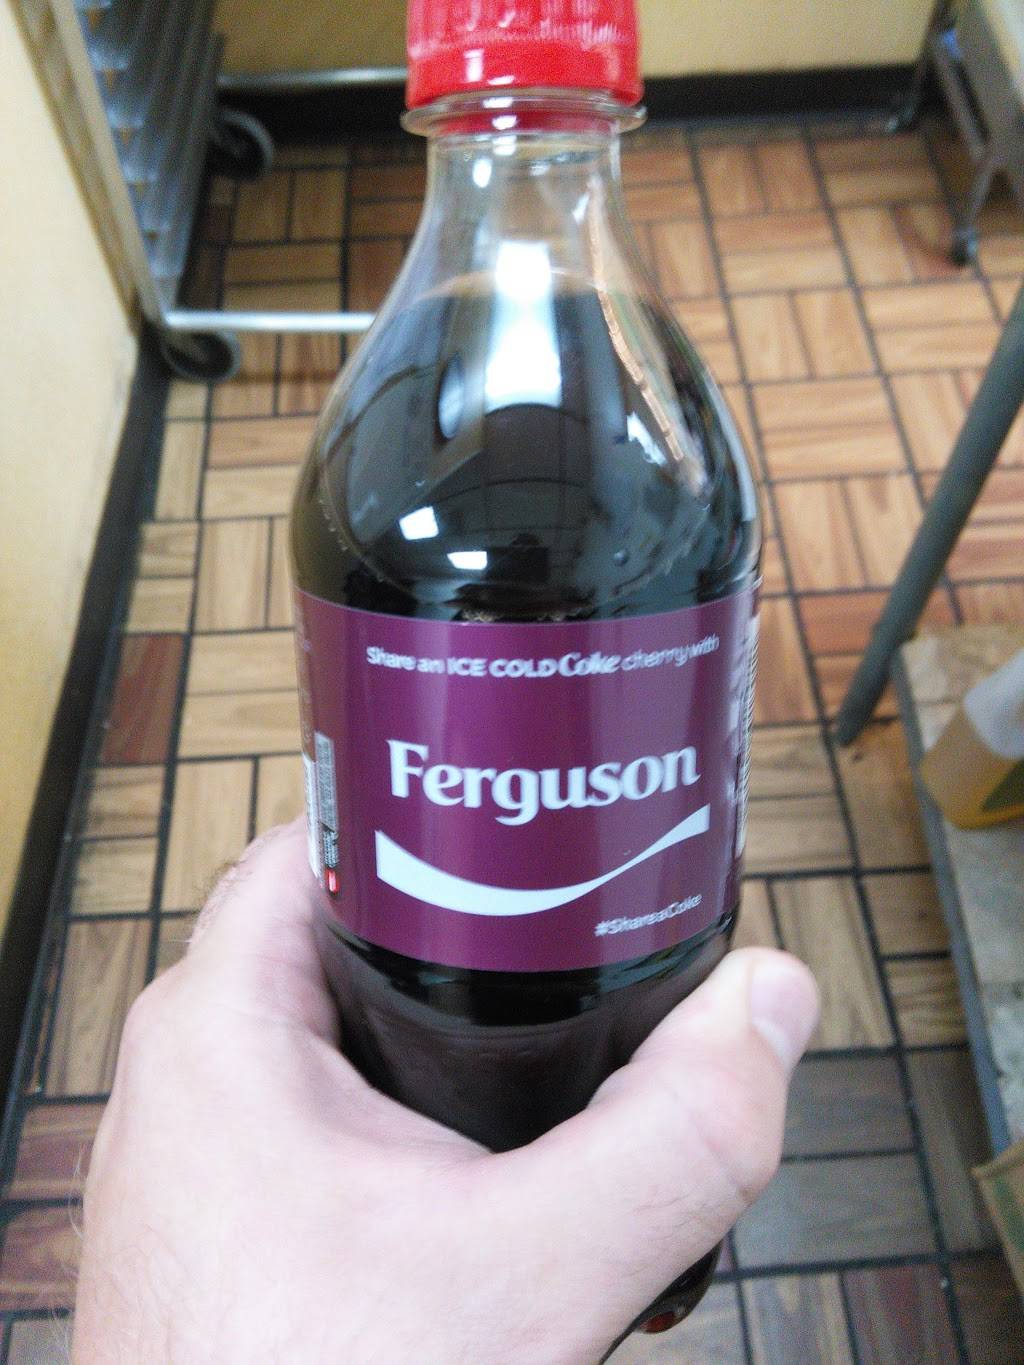 Share an ICE COLD Coke cherry with
Ferguson
#ShareaCoke